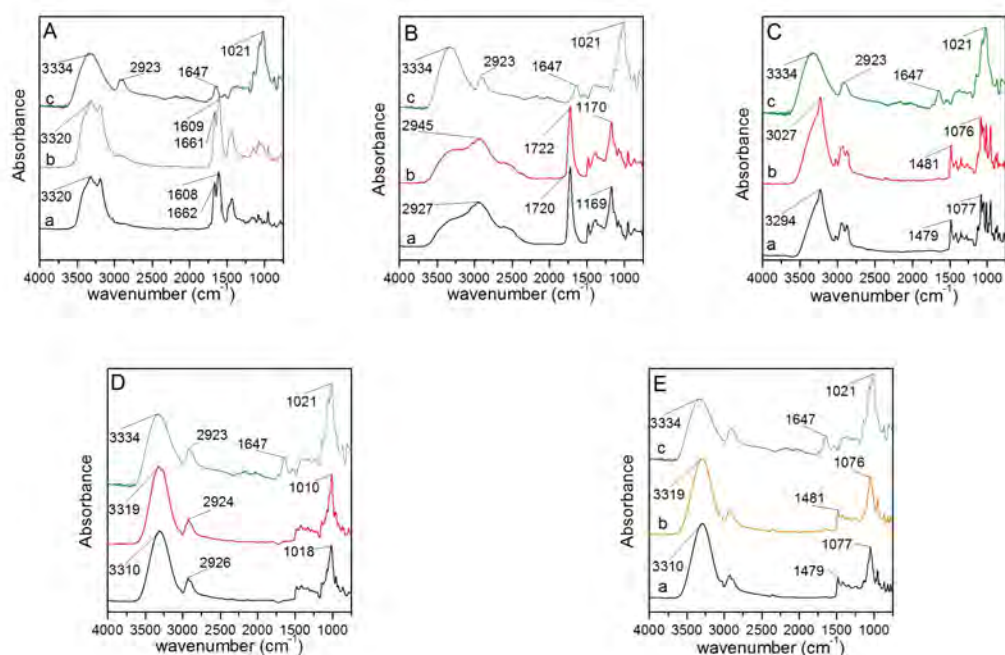 A
1021
3334
2923
1647
c
3320
1609
1661
b
3320
1608
1662
a
Absorbance
4000 3500 3000 2500 2000 1500 1000
wavenumber (cm⁻¹)
B
1021
3334
2923
1647
c
1170
2945
1722
b
2927
1720
1169
a
Absorbance
4000 3500 3000 2500 2000 1500 1000
wavenumber (cm⁻¹)
C
1021
3334
2923
1647
c
3027
1076
1481
b
3294
1077
1479
a
Absorbance
4000 3500 3000 2500 2000 1500 1000
wavenumber (cm⁻¹)
D
1021
3334
2923
1647
1010
3319
2924
1018
3310
2926
Absorbance
4000 3500 3000 2500 2000 1500 1000
wavenumber (cm⁻¹)
E
1021
3334
1647
c
1076
3319
1481
b
1077
3310
1479
a
Absorbance
4000 3500 3000 2500 2000 1500 1000
wavenumber (cm⁻¹)